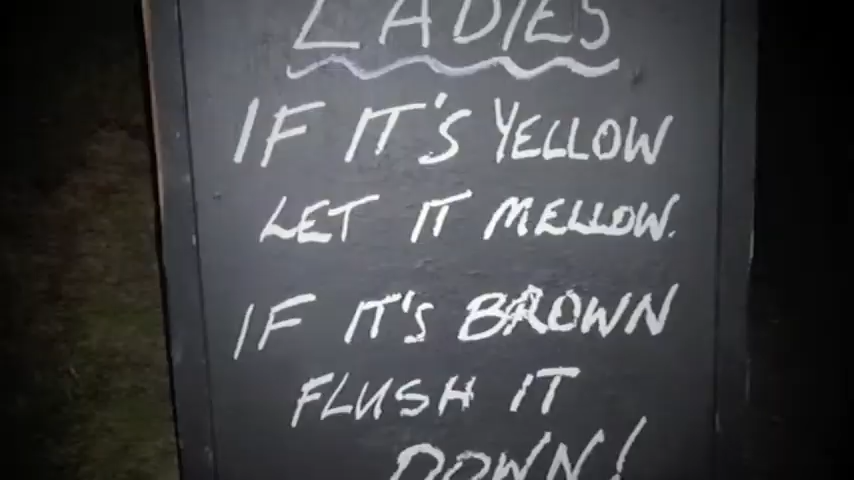 LADIES
IF IT'S YELLOW
LET IT MELLOW.
IF IT'S BROWN
FLUSH IT
DOWN!